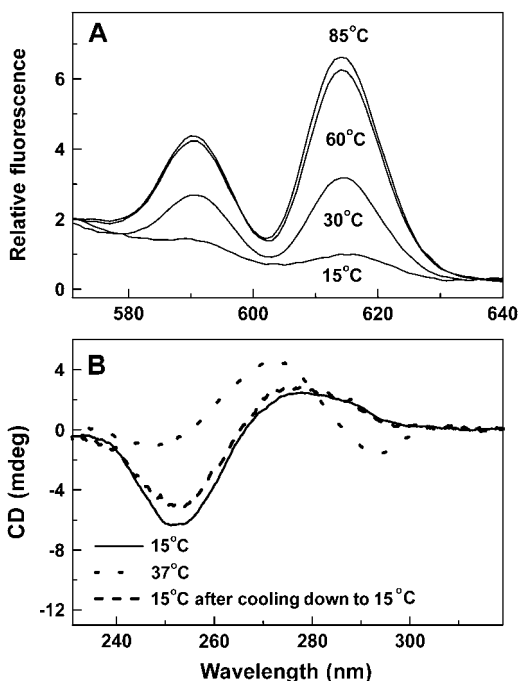 A
85°C
60°C
30°C
15°C
Relative fluorescence
6
4
2
0
580
600
620
640
B
CD (mdeg)
4
0
-4
-8
-12
15°C
37°C
15°C after cooling down to 15°C
240
260
280
300
Wavelength (nm)